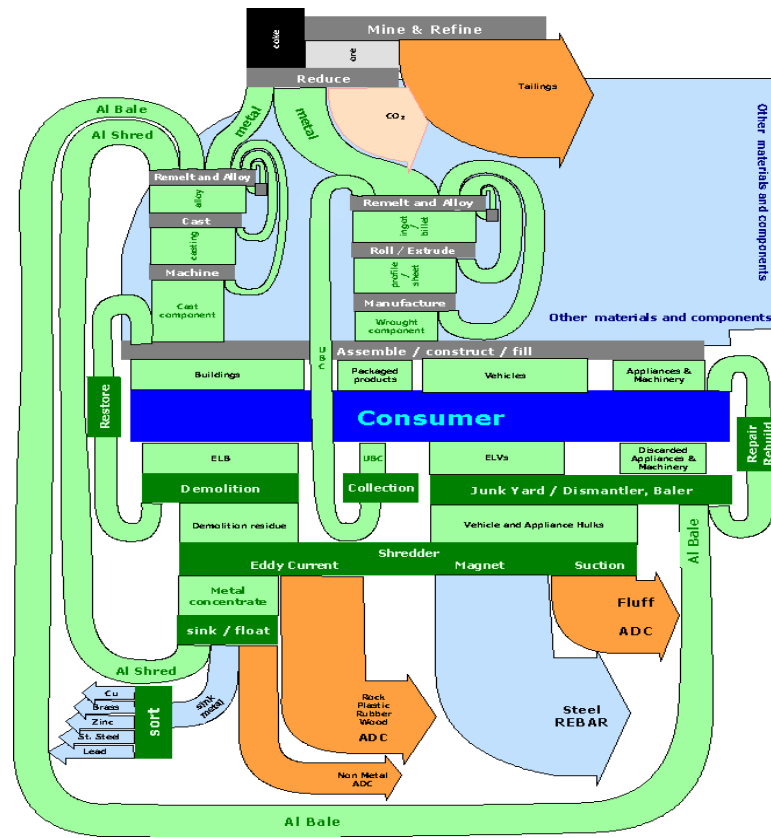 coke
Mine & Refine
ore
Reduce
Tailings
CO₂
metal
metal
Al Bale
Al Shred
Other materials
and components
Remelt and Alloy
alloy
Cast
casting
Machine
Cast
component
Remelt and Alloy
ingot /
billet
Roll / Extrude
profile /
sheet
Manufacture
Wrought
component
Other materials and components
UBC
Assemble / construct / fill
Buildings
Packaged
products
Vehicles
Appliances &
Machinery
Restore
Consumer
Repair
Rebuild
ELB
UBC
ELVs
Discarded
Appliances &
Machinery
Demolition
Collection
Junk Yard / Dismantler, Baler
Demolition residue
Vehicle and Appliance Hulks
Al Bale
Shredder
Eddy Current
Magnet
Suction
Metal
concentrate
Fluff
ADC
sink / float
Al Shred
Cu
Brass
Zinc
St. Steel
Lead
sort
sink
metal
Rock
Plastic
Rubber
Wood
ADC
Steel
REBAR
Non Metal
ADC
Al Bale